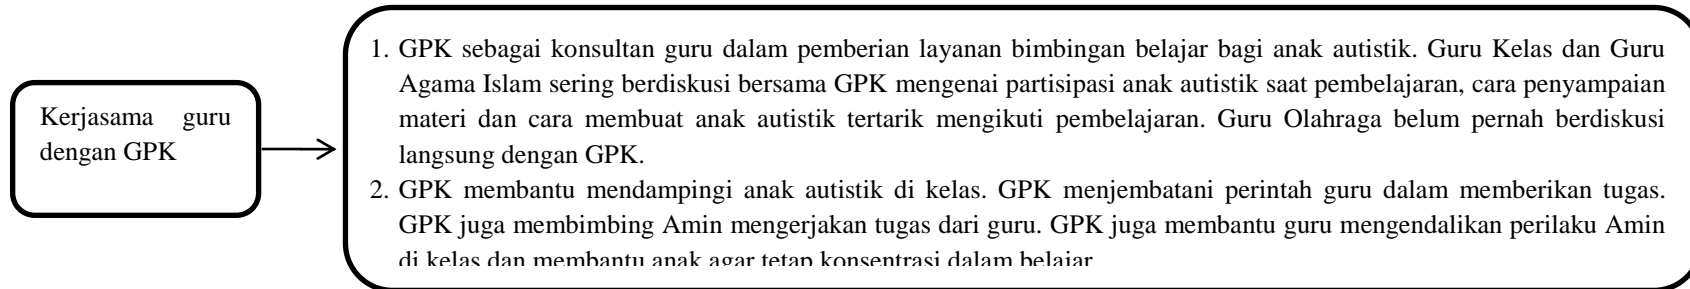 Kerjasama guru
dengan GPK
1. GPK sebagai konsultan guru dalam pemberian layanan bimbingan belajar bagi anak autistik. Guru Kelas dan Guru
Agama Islam sering berdiskusi bersama GPK mengenai partisipasi anak autistik saat pembelajaran, cara penyampaian
materi dan cara membuat anak autistik tertarik mengikuti pembelajaran. Guru Olahraga belum pernah berdiskusi
langsung dengan GPK.
2. GPK membantu mendampingi anak autistik di kelas. GPK menjembatani perintah guru dalam memberikan tugas.
GPK juga membimbing Amin mengerjakan tugas dari guru. GPK juga membantu guru mengendalikan perilaku Amin
di kelas dan membantu anak agar tetap konsentrasi dalam belajar